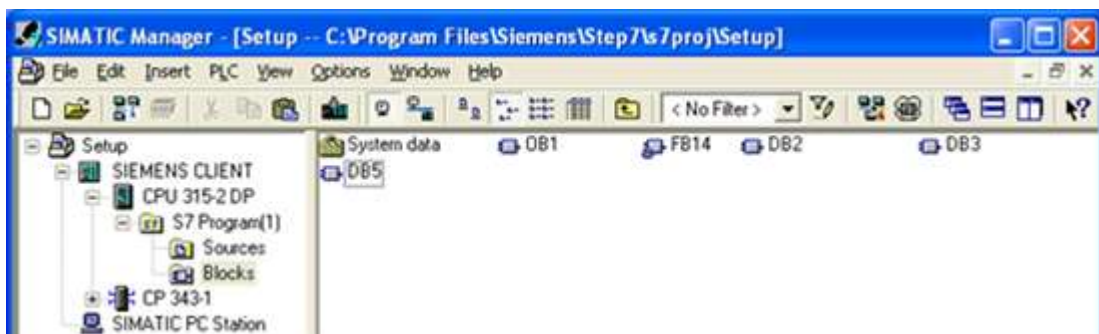 SIMATIC Manager - [Setup -- C:\Program Files\Siemens\Step7\s7proj\Setup]
File Edit Insert PLC View Options Window Help
< No Filter >
Setup
SIEMENS CLIENT
CPU 315-2 DP
S7 Program(1)
Sources
Blocks
CP 343-1
SIMATIC PC Station
System data OB1 FB14 DB2 DB3
DB5